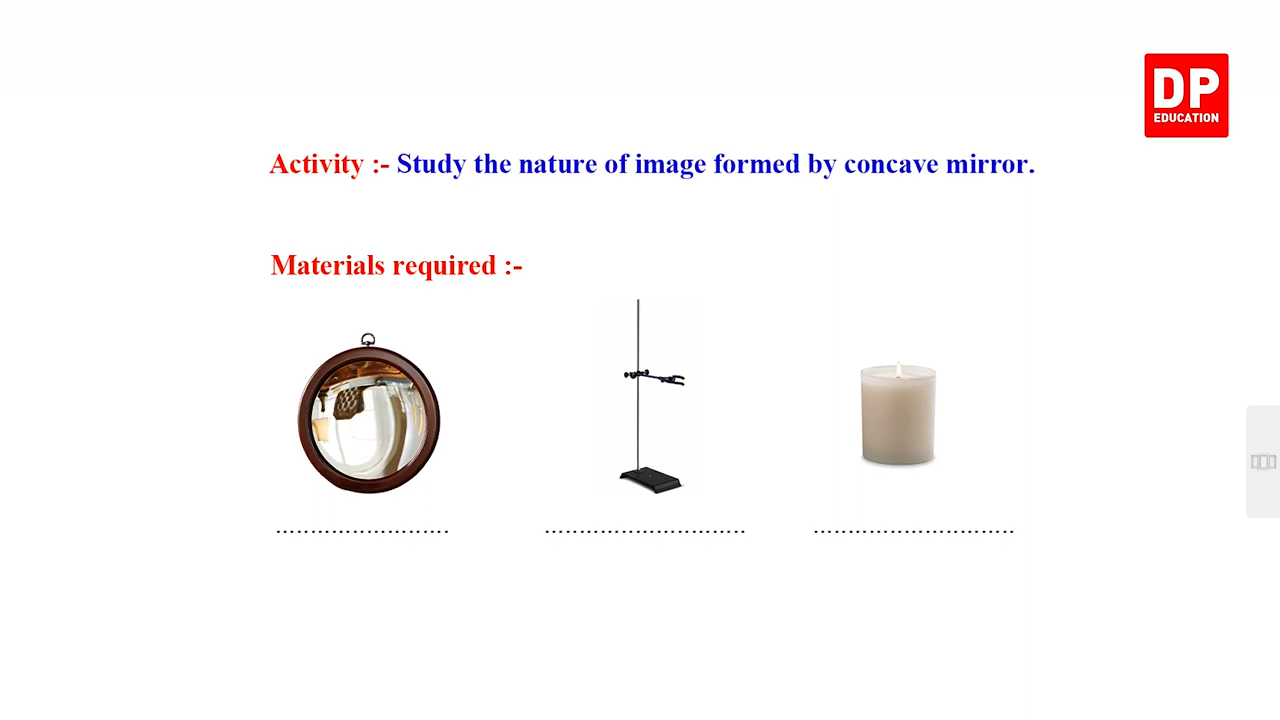 DP
EDUCATION
Activity :- Study the nature of image formed by concave mirror.
Materials required :-
............................ ............................ ............................